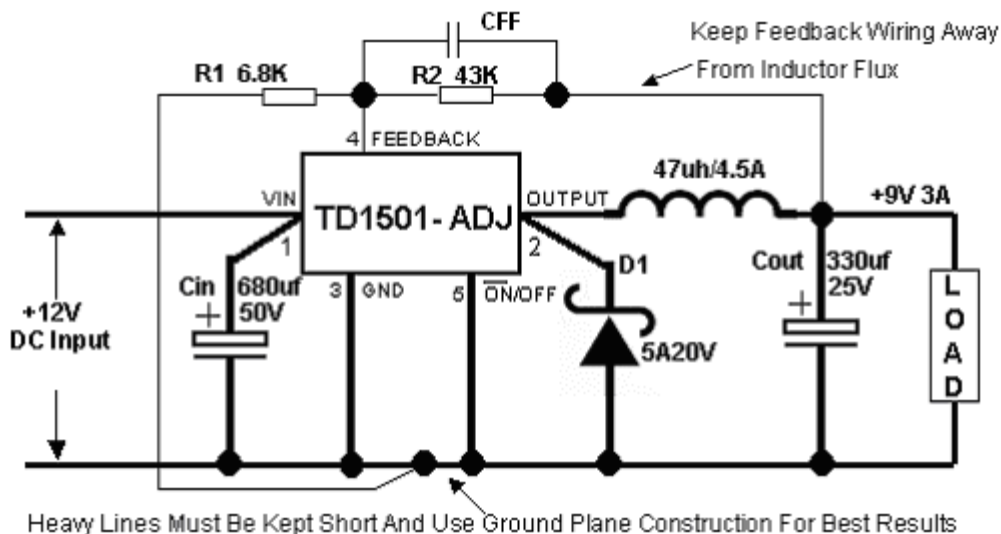 CFF
Keep Feedback Wiring Away
From Inductor Flux
R1 6.8K
R2 43K
4 FEEDBACK
47uh/4.5A
VIN
TD1501- ADJ
OUTPUT
+9V 3A
1
2
D1
Cin
680uf
50V
+
3 GND
5 ON/OFF
Cout
330uf
25V
+
+12V
DC Input
5A20V
LOAD
Heavy Lines Must Be Kept Short And Use Ground Plane Construction For Best Results